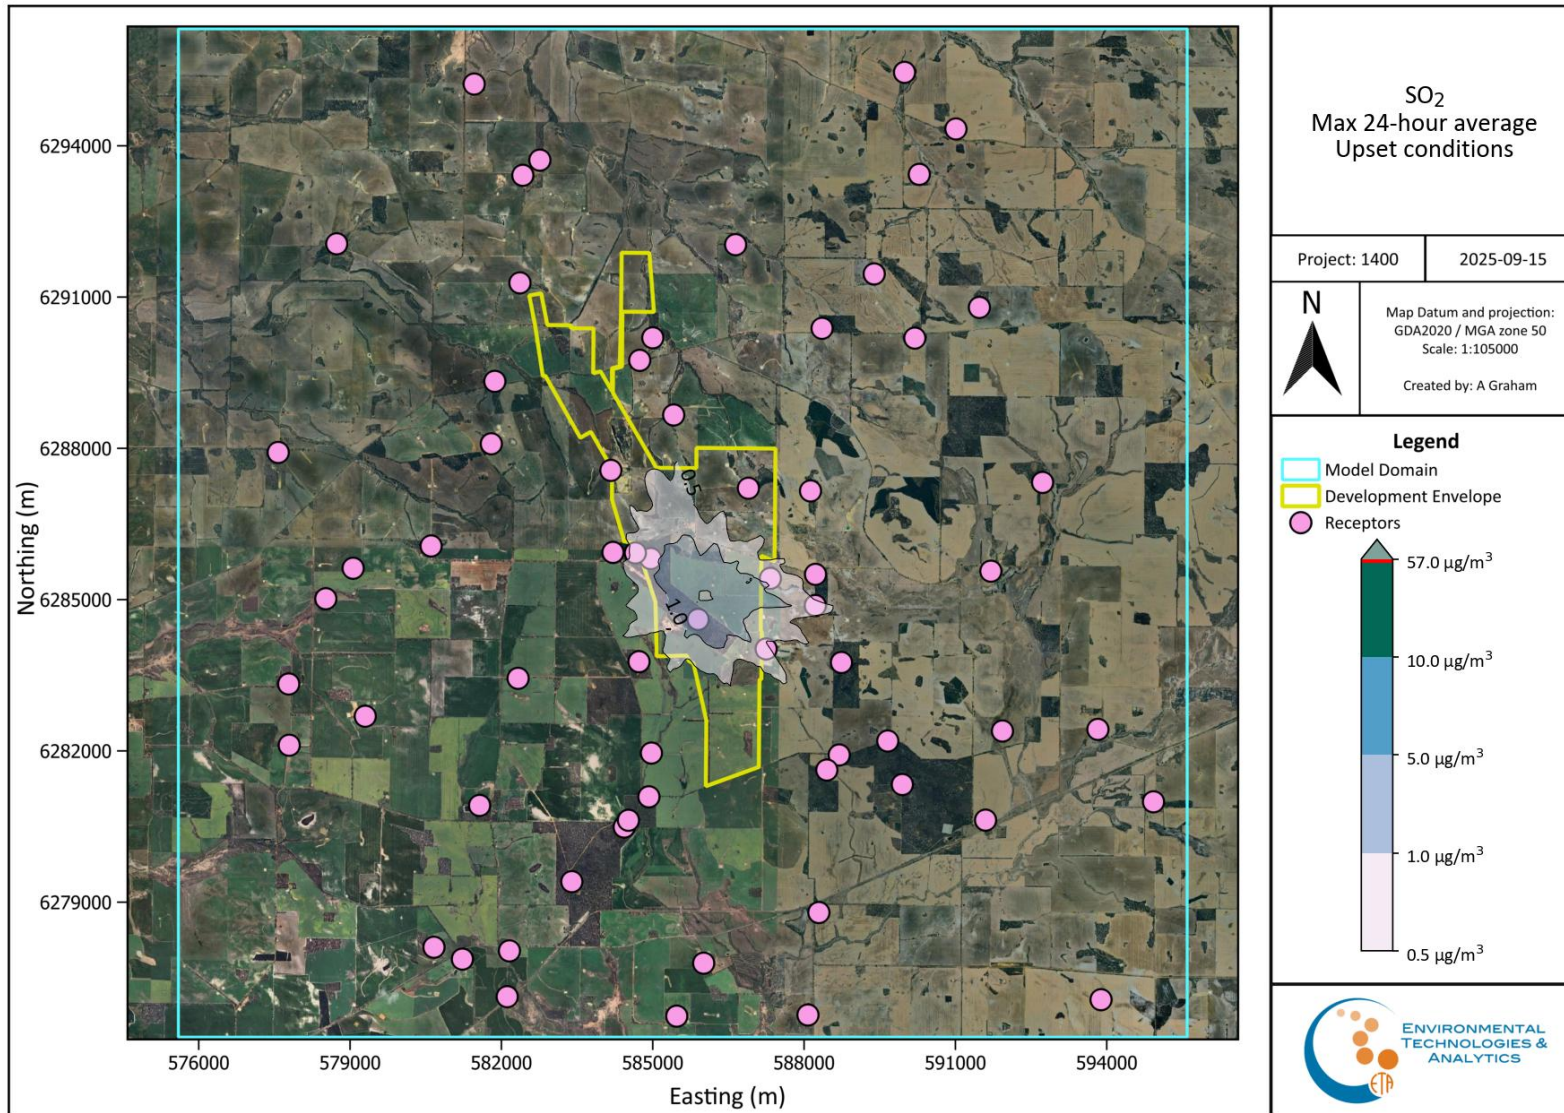 SO2
Max 24-hour average
Upset conditions
Project: 1400
2025-09-15
N
Map Datum and projection:
GDA2020 / MGA zone 50
Scale: 1:105000
Created by: A Graham
Legend
Model Domain
Development Envelope
Receptors
57.0 µg/m3
10.0 µg/m3
5.0 µg/m3
1.0 µg/m3
0.5 µg/m3
ENVIRONMENTAL
TECHNOLOGIES &
ANALYTICS
ETA
Northing (m)
6294000
6291000
6288000
6285000
6282000
6279000
0.5
1.0
576000
579000
582000
585000
588000
591000
594000
Easting (m)